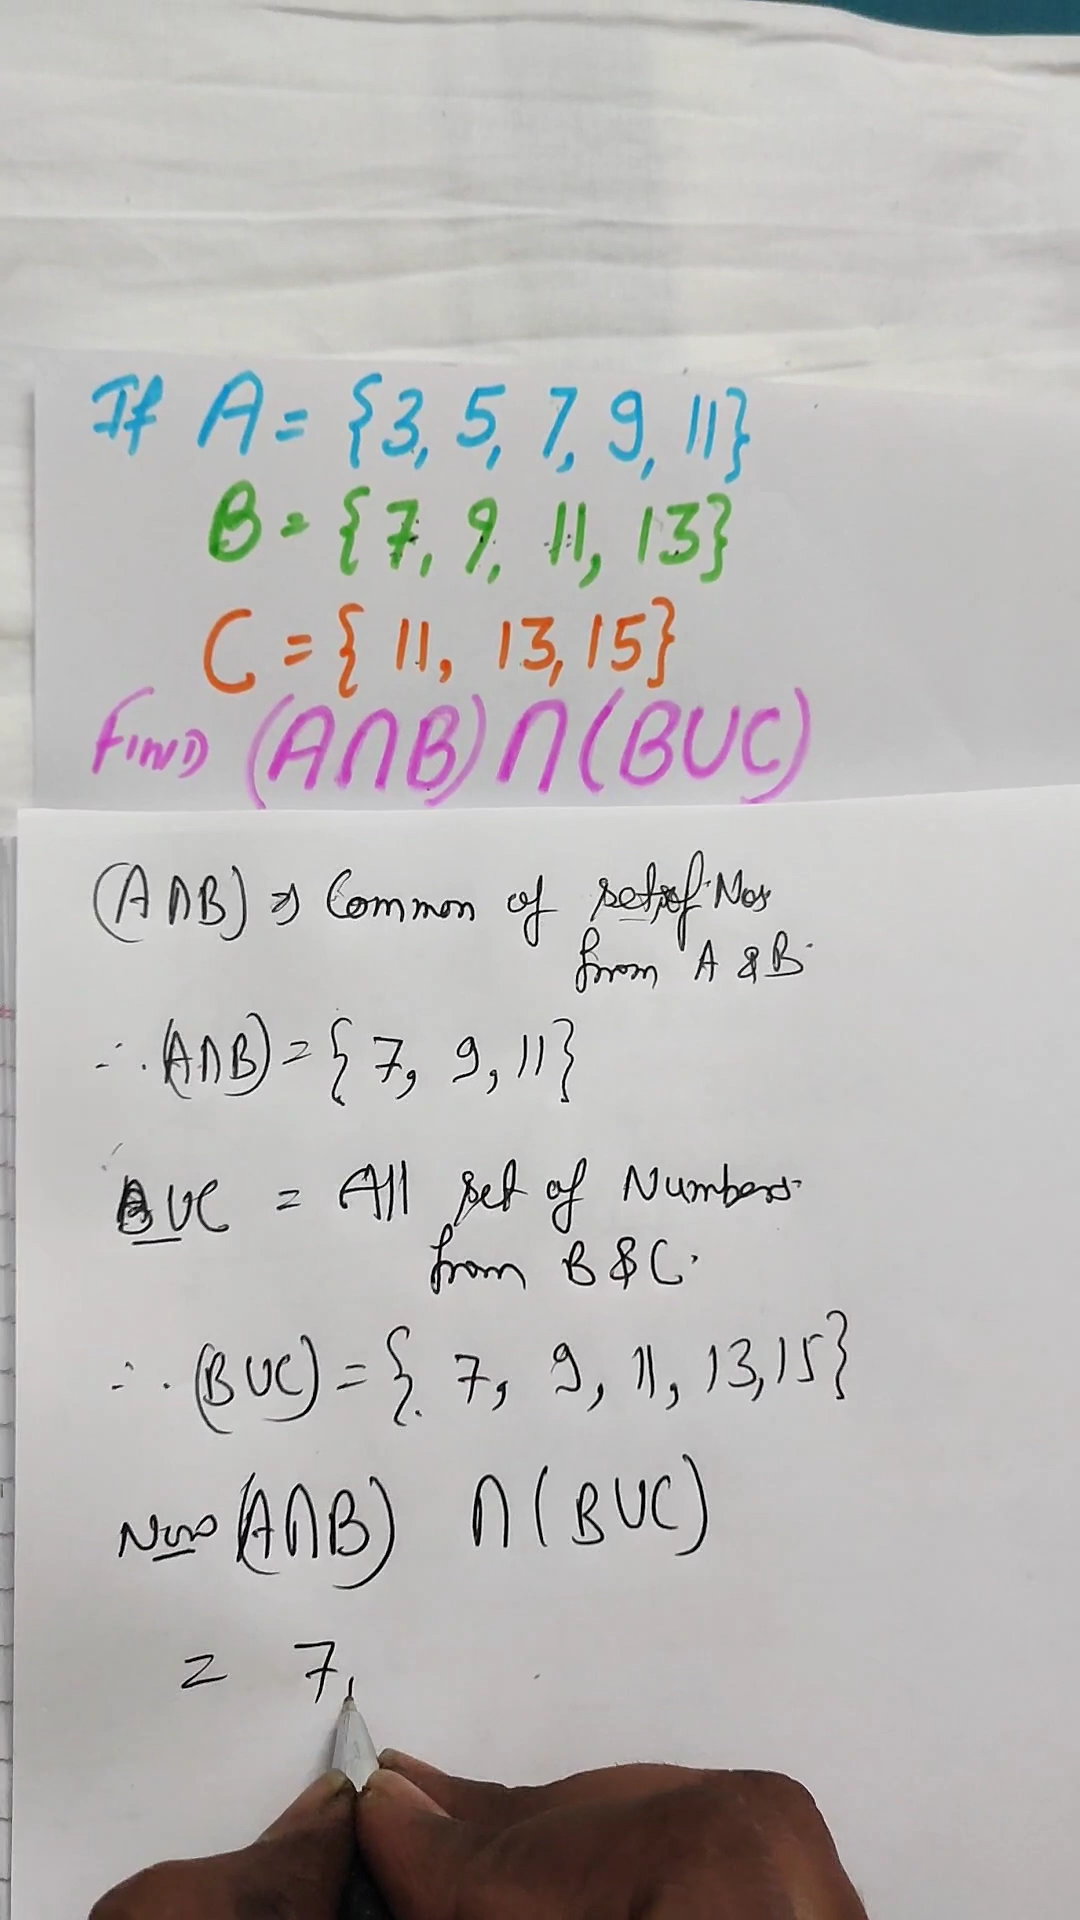 If A = {3, 5, 7, 9, 11}
B = {7, 9, 11, 13}
C = {11, 13, 15}
Find (A∩B)∩(B∪C)
(A∩B) ⇒ Common of set of Nos
from A & B.
∴ (A∩B) = {7, 9, 11}
B∪C = All set of Numbers
from B & C.
∴ (B∪C) = {7, 9, 11, 13, 15}
Now (A∩B) ∩ (B∪C)
= 7,